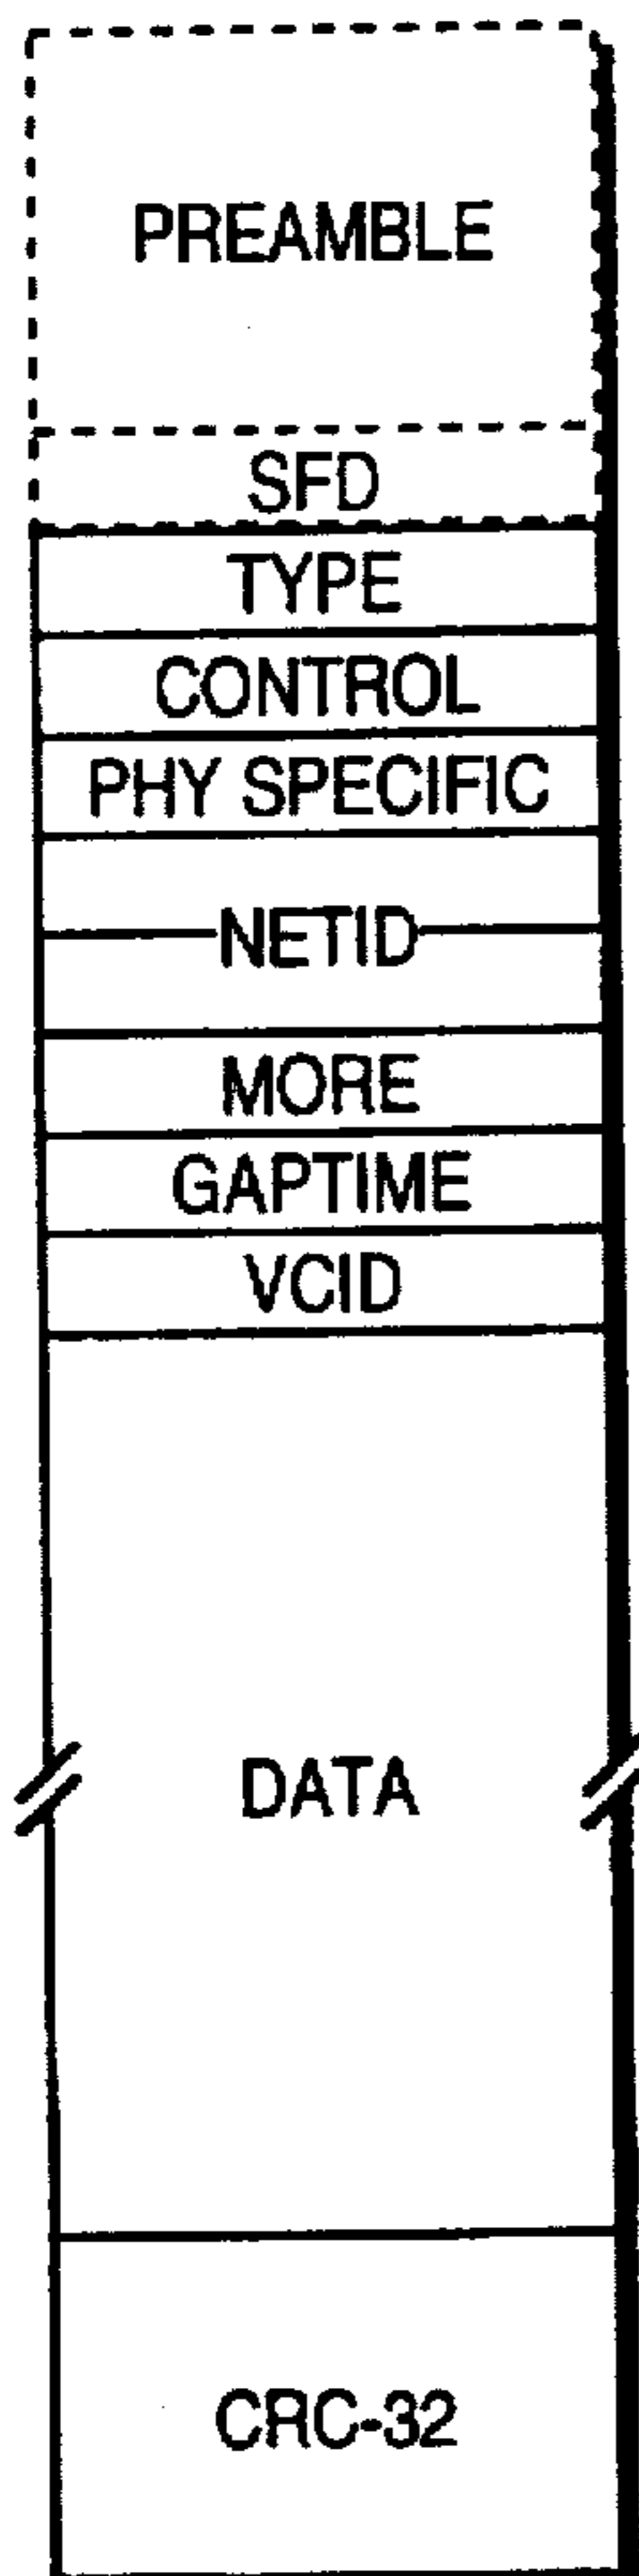 PREAMBLE
SFD
TYPE
CONTROL
PHY SPECIFIC
NETID
MORE
GAPTIME
VCID
DATA
CRC-32